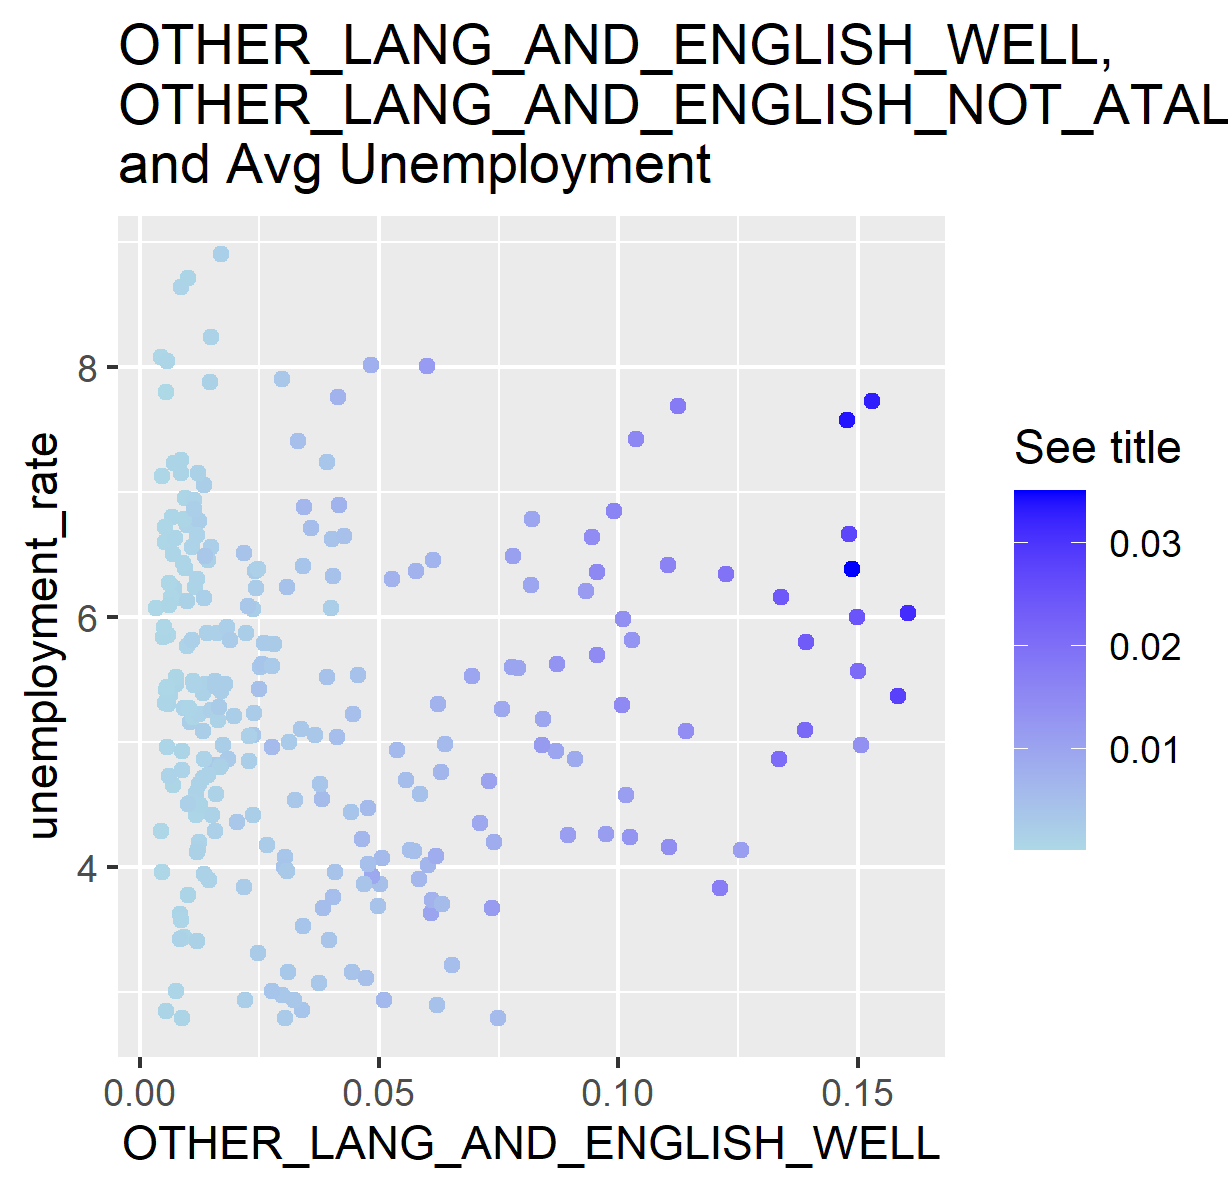 OTHER_LANG_AND_ENGLISH_WELL,
OTHER_LANG_AND_ENGLISH_NOT_ATAL
and Avg Unemployment
unemployment_rate
8
6
4
0.00 0.05 0.10 0.15
OTHER_LANG_AND_ENGLISH_WELL
See title
0.03
0.02
0.01